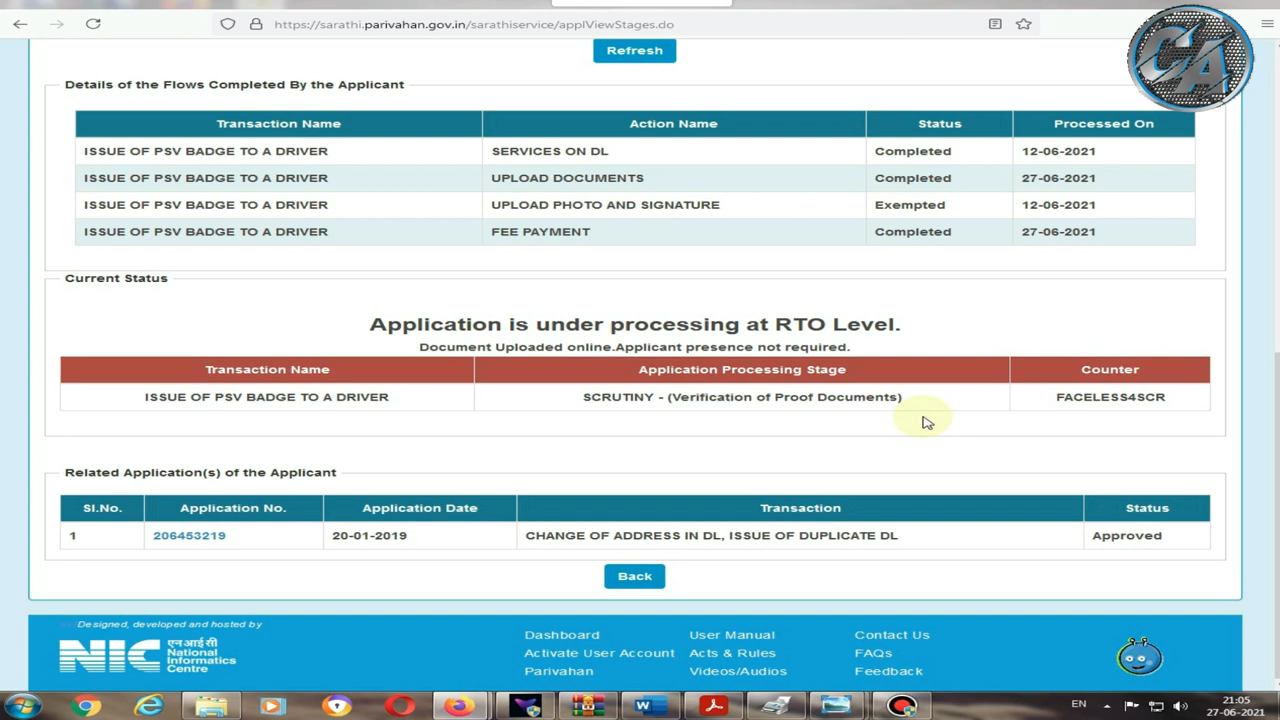 https://sarathi.parivahan.gov.in/sarathiservice/applViewStages.do
CA
Refresh
Details of the Flows Completed By the Applicant
Transaction Name Action Name Status Processed On
ISSUE OF PSV BADGE TO A DRIVER SERVICES ON DL Completed 12-06-2021
ISSUE OF PSV BADGE TO A DRIVER UPLOAD DOCUMENTS Completed 27-06-2021
ISSUE OF PSV BADGE TO A DRIVER UPLOAD PHOTO AND SIGNATURE Exempted 12-06-2021
ISSUE OF PSV BADGE TO A DRIVER FEE PAYMENT Completed 27-06-2021
Current Status
Application is under processing at RTO Level.
Document Uploaded online.Applicant presence not required.
Transaction Name Application Processing Stage Counter
ISSUE OF PSV BADGE TO A DRIVER SCRUTINY - (Verification of Proof Documents) FACELESS4SCR
Related Application(s) of the Applicant
Sl.No. Application No. Application Date Transaction Status
1 206453219 20-01-2019 CHANGE OF ADDRESS IN DL, ISSUE OF DUPLICATE DL Approved
Back
Designed, developed and hosted by
NIC एन आई सी National Informatics Centre
Dashboard User Manual Contact Us
Activate User Account Acts & Rules FAQs
Parivahan Videos/Audios Feedback
EN 21:05
27-06-2021